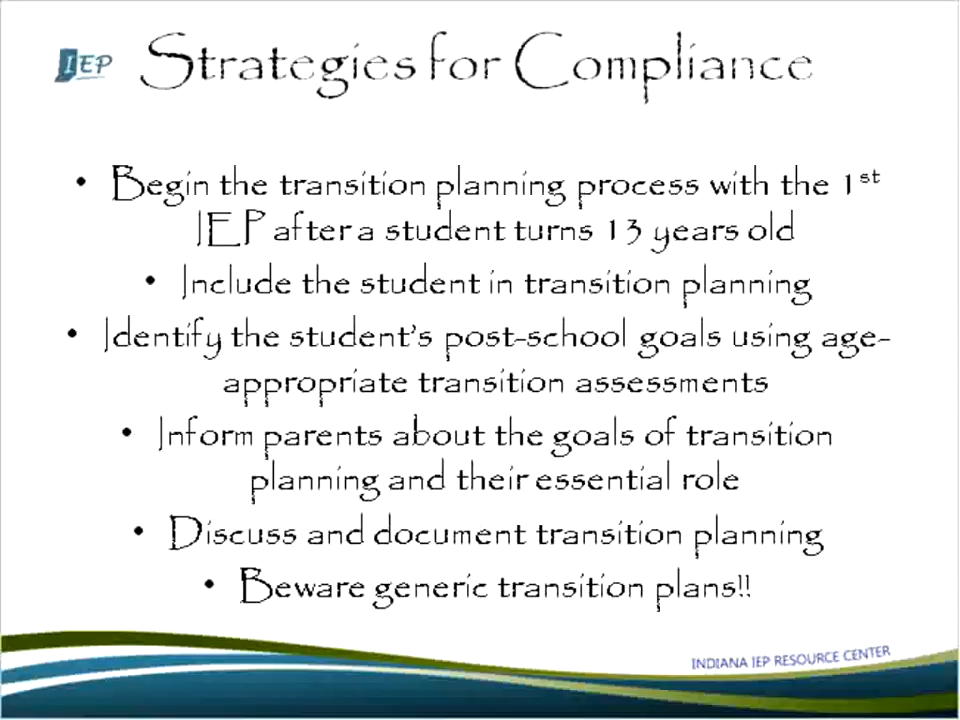 IEP
Strategies for Compliance
• Begin the transition planning process with the 1st
IEP after a student turns 13 years old
• Include the student in transition planning
• Identify the student's post-school goals using age-
appropriate transition assessments
• Inform parents about the goals of transition
planning and their essential role
• Discuss and document transition planning
• Beware generic transition plans!!
INDIANA IEP RESOURCE CENTER